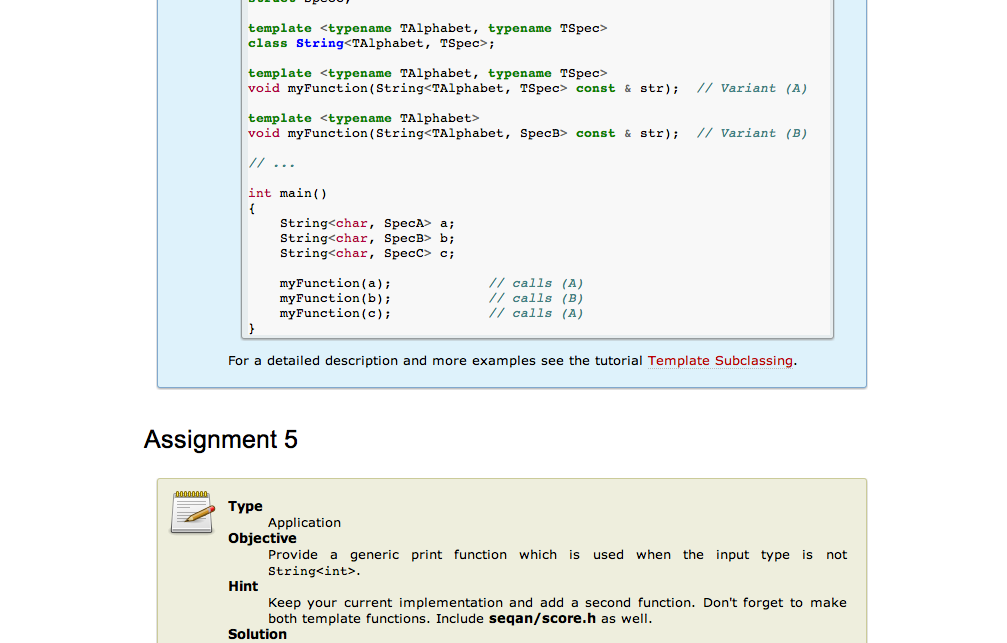 struct SpecC;
template <typename TAlphabet, typename TSpec>
class String<TAlphabet, TSpec>;
template <typename TAlphabet, typename TSpec>
void myFunction(String<TAlphabet, TSpec> const & str);  // Variant (A)
template <typename TAlphabet>
void myFunction(String<TAlphabet, SpecB> const & str);  // Variant (B)
// ...
int main()
{
    String<char, SpecA> a;
    String<char, SpecB> b;
    String<char, SpecC> c;
    myFunction(a);            // calls (A)
    myFunction(b);            // calls (B)
    myFunction(c);            // calls (A)
}
For a detailed description and more examples see the tutorial Template Subclassing.
Assignment 5
Type
Application
Objective
Provide a generic print function which is used when the input type is not
String<int>.
Hint
Keep your current implementation and add a second function. Don't forget to make
both template functions. Include seqan/score.h as well.
Solution